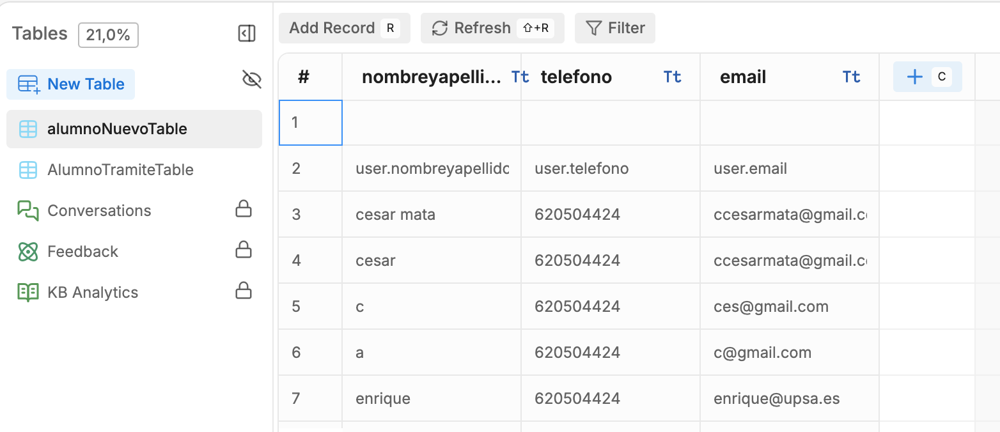 Tables 21,0%
Add Record R Refresh ⇧+R Filter
New Table
alumnoNuevoTable
AlumnoTramiteTable
Conversations
Feedback
KB Analytics
# nombreyapelli... Tt telefono Tt email Tt + C
1
2 user.nombreyapellido user.telefono user.email
3 cesar mata 620504424 ccesarmata@gmail.c
4 cesar 620504424 ccesarmata@gmail.c
5 c 620504424 ces@gmail.com
6 a 620504424 c@gmail.com
7 enrique 620504424 enrique@upsa.es